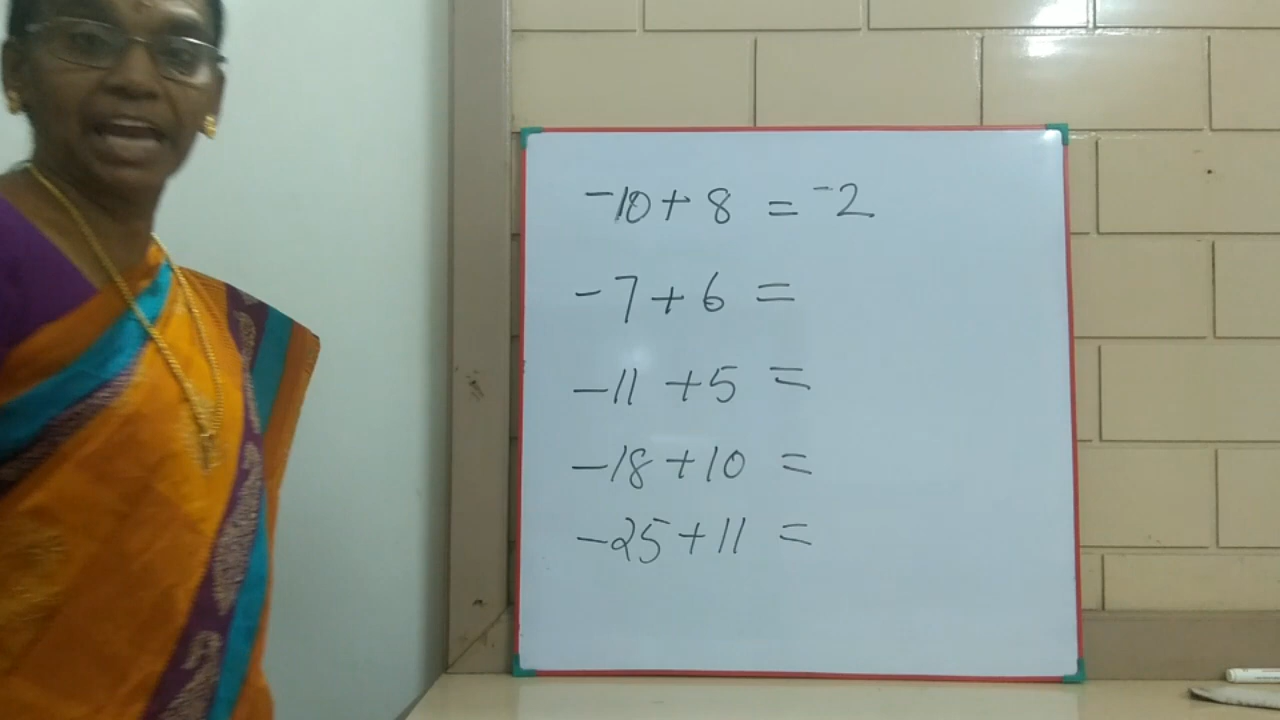 -10+8 = -2
-7+6 =
-11+5 =
-18+10 =
-25+11 =